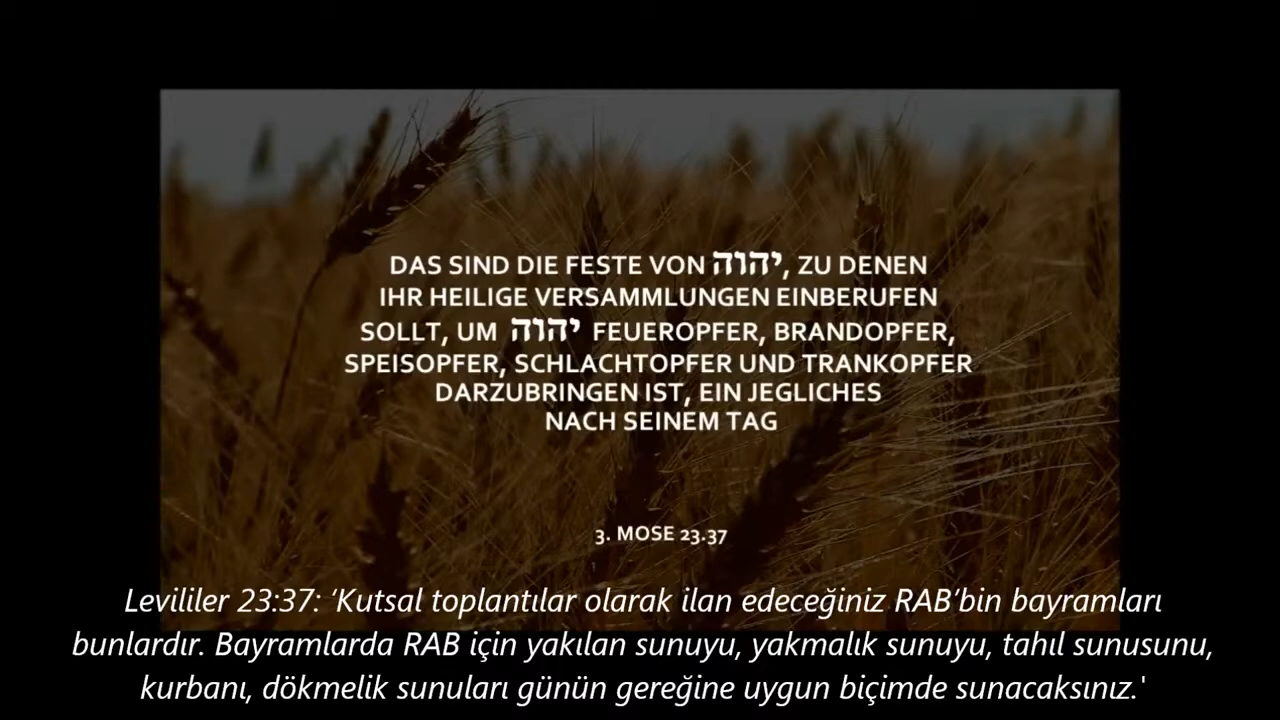 DAS SIND DIE FESTE VON יהוה, ZU DENEN
IHR HEILIGE VERSAMMLUNGEN EINBERUFEN
SOLLT, UM יהוה FEUEROPFER, BRANDOPFER,
SPEISOPFER, SCHLACHTOPFER UND TRANKOPFER
DARZUBRINGEN IST, EIN JEGLICHES
NACH SEINEM TAG
3. MOSE 23.37
Levililer 23:37: ‘Kutsal toplantılar olarak ilan edeceğiniz RAB‘bin bayramları
bunlardır. Bayramlarda RAB için yakılan sunuyu, yakmalık sunuyu, tahıl sunusunu,
kurbanı, dökmelik sunuları günün gereğine uygun biçimde sunacaksınız.'